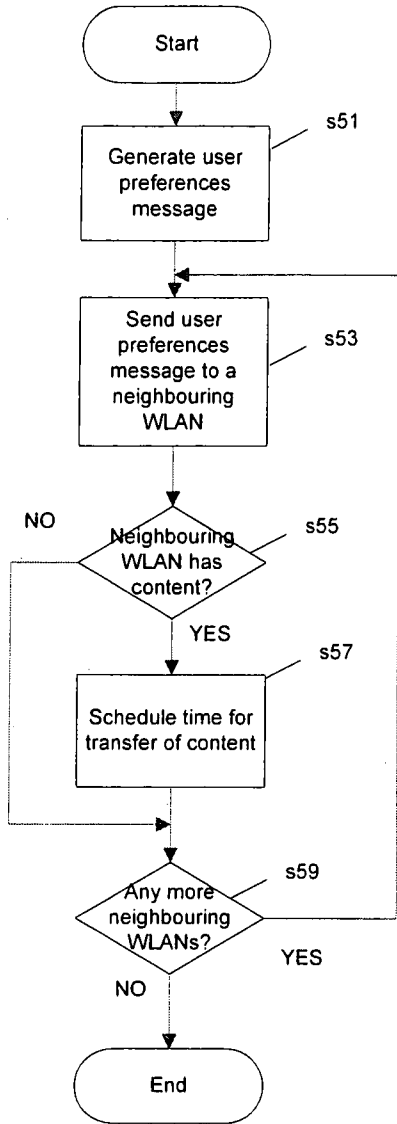 Start
s51
Generate user
preferences
message
s53
Send user
preferences
message to a
neighbouring
WLAN
NO
s55
Neighbouring
WLAN has
content?
YES
s57
Schedule time for
transfer of content
s59
Any more
neighbouring
WLANs?
YES
NO
End